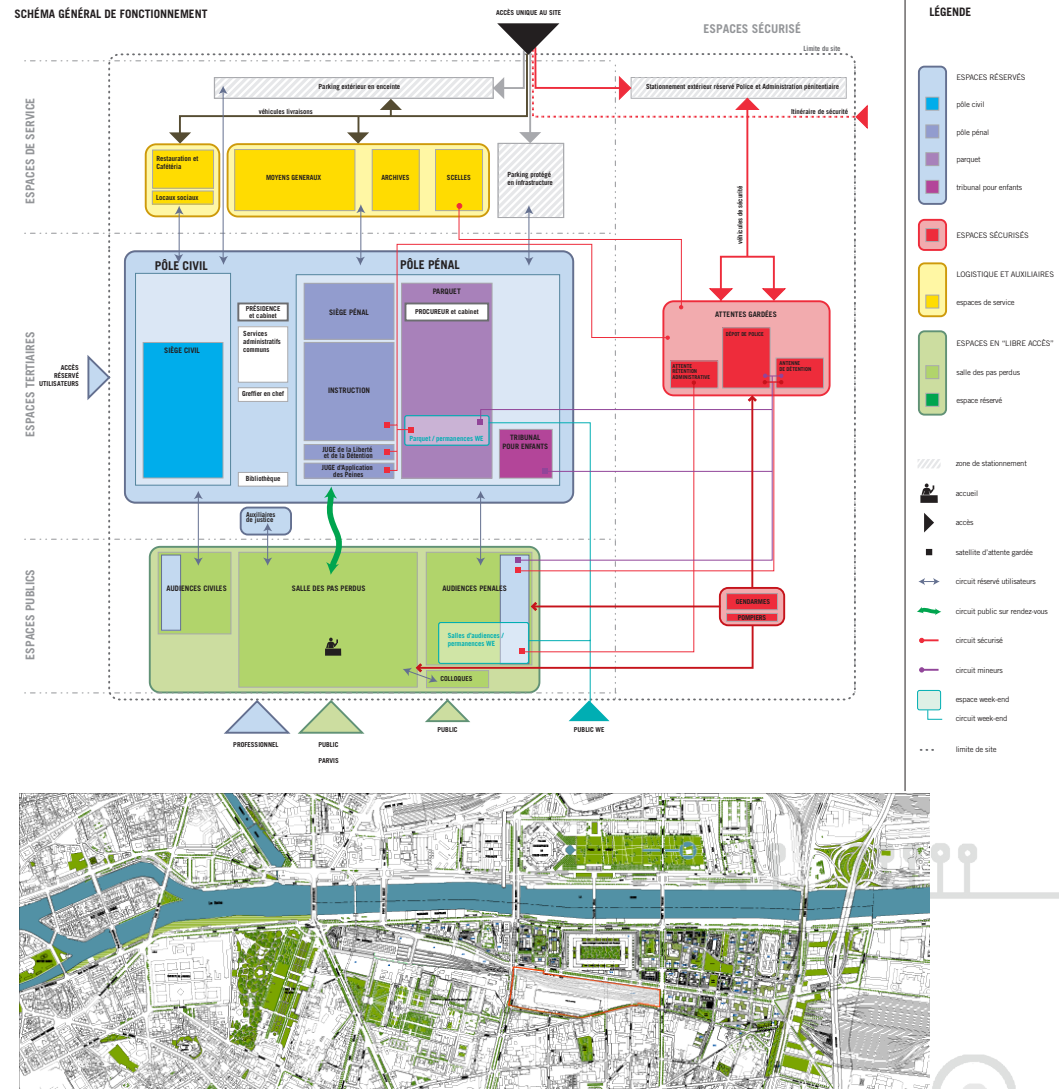 SCHÉMA GÉNÉRAL DE FONCTIONNEMENT
ACCÈS UNIQUE AU SITE
ESPACES SÉCURISÉ
Limite du site
ESPACES DE SERVICE
Parking extérieur en enceinte
Stationnement extérieur réservé Police et Administration pénitentiaire
véhicules livraisons
Itinéraire de sécurité
Restauration et
Cafétéria
Locaux sociaux
MOYENS GENERAUX
ARCHIVES
SCELLES
Parking protégé
en infrastructure
véhicules de sécurité
ESPACES TERTIAIRES
ACCÈS
RÉSERVÉ
UTILISATEURS
PÔLE CIVIL
PÔLE PÉNAL
SIÈGE CIVIL
PRÉSIDENCE
et cabinet
Services
administratifs
communs
Greffier en chef
Bibliothèque
SIÈGE PÉNAL
INSTRUCTION
JUGE de la Liberté
et de la Détention
JUGE d'Application
des Peines
PARQUET
PROCUREUR et cabinet
Parquet / permanences WE
TRIBUNAL
POUR ENFANTS
ATTENTES GARDÉES
DÉPOT DE POLICE
ATTENTE
DÉTENTION
ADMINISTRATIVE
ANTENNE
DE DÉTENTION
Auxiliaires
de justice
ESPACES PUBLICS
AUDIENCES CIVILES
SALLE DES PAS PERDUS
AUDIENCES PENALES
Salles d'audiences /
permanences WE
COLLOQUES
GENDARMES
POMPIERS
PROFESSIONNEL
PUBLIC
PARVIS
PUBLIC
PUBLIC WE
LÉGENDE
ESPACES RÉSERVÉS
pôle civil
pôle pénal
parquet
tribunal pour enfants
ESPACES SÉCURISÉS
LOGISTIQUE ET AUXILIAIRES
espaces de service
ESPACES EN "LIBRE ACCÈS"
salle des pas perdus
espace réservé
zone de stationnement
accueil
accès
satellite d'attente gardée
circuit réservé utilisateurs
circuit public sur rendez-vous
circuit sécurisé
circuit mineurs
espace week-end
circuit week-end
limite de site